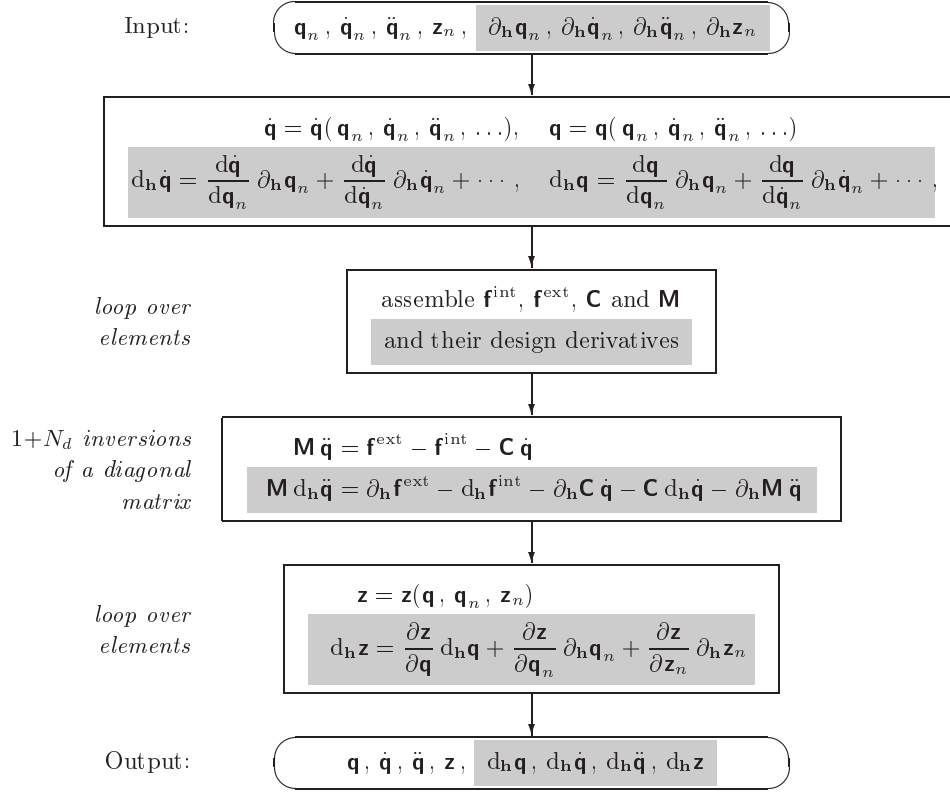 Input: q_n , q̇_n , q̈_n , z_n , ∂_h q_n , ∂_h q̇_n , ∂_h q̈_n , ∂_h z_n
q̇ = q̇( q_n , q̇_n , q̈_n , …), q = q( q_n , q̇_n , q̈_n , …)
d_h q̇ = dq̇/dq_n ∂_h q_n + dq̇/dq̇_n ∂_h q̇_n + ⋯ , d_h q = dq/dq_n ∂_h q_n + dq/dq̇_n ∂_h q̇_n + ⋯ ,
loop over
elements
assemble f^int, f^ext, C and M
and their design derivatives
1+N_d inversions
of a diagonal
matrix
M q̈ = f^ext − f^int − C q̇
M d_h q̈ = ∂_h f^ext − d_h f^int − ∂_h C q̇ − C d_h q̇ − ∂_h M q̈
loop over
elements
z = z(q , q_n , z_n)
d_h z = ∂z/∂q d_h q + ∂z/∂q_n ∂_h q_n + ∂z/∂z_n ∂_h z_n
Output: q , q̇ , q̈ , z , d_h q , d_h q̇ , d_h q̈ , d_h z